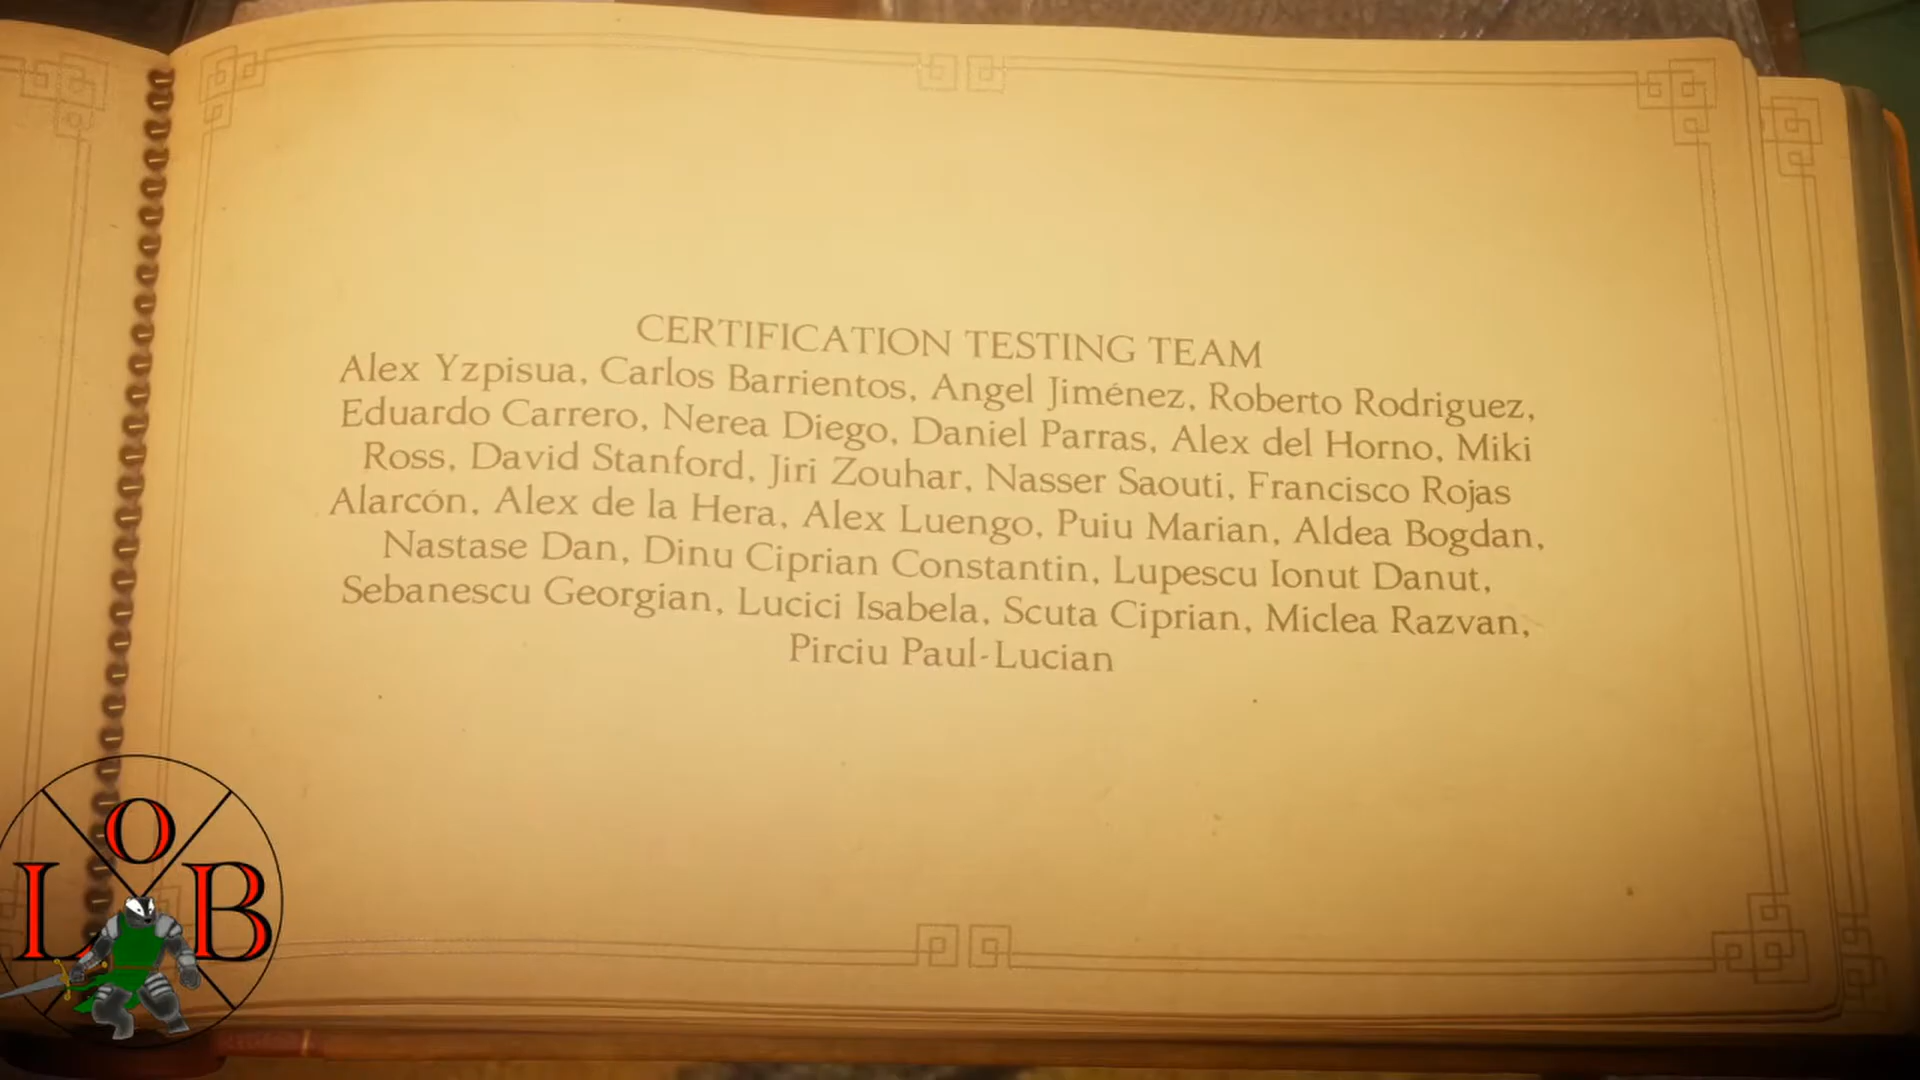 CERTIFICATION TESTING TEAM
Alex Yzpisua, Carlos Barrientos, Angel Jiménez, Roberto Rodriguez,
Eduardo Carrero, Nerea Diego, Daniel Parras, Alex del Horno, Miki
Ross, David Stanford, Jiri Zouhar, Nasser Saouti, Francisco Rojas
Alarcón, Alex de la Hera, Alex Luengo, Puiu Marian, Aldea Bogdan,
Nastase Dan, Dinu Ciprian Constantin, Lupescu Ionut Danut,
Sebanescu Georgian, Lucici Isabela, Scuta Ciprian, Miclea Razvan,
Pirciu Paul-Lucian
L O B